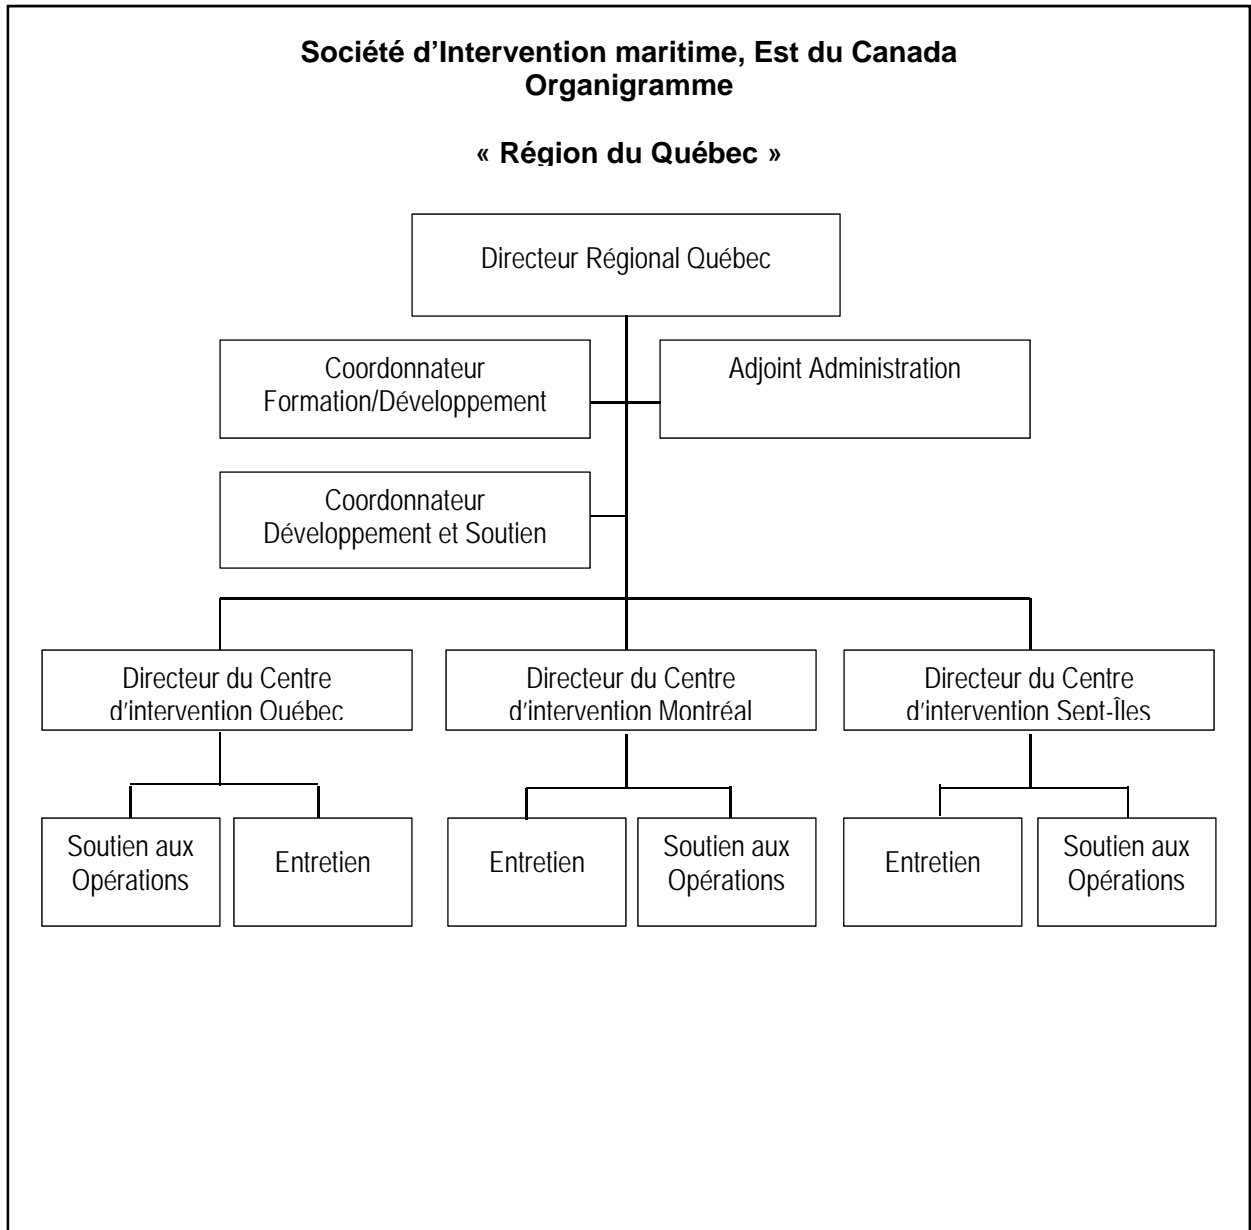 Société d'Intervention maritime, Est du Canada
Organigramme
« Région du Québec »
Directeur Régional Québec
Coordonnateur
Formation/Développement
Adjoint Administration
Coordonnateur
Développement et Soutien
Directeur du Centre
d'intervention Québec
Directeur du Centre
d'intervention Montréal
Directeur du Centre
d'intervention Sept-Îles
Soutien aux
Opérations
Entretien
Entretien
Soutien aux
Opérations
Entretien
Soutien aux
Opérations